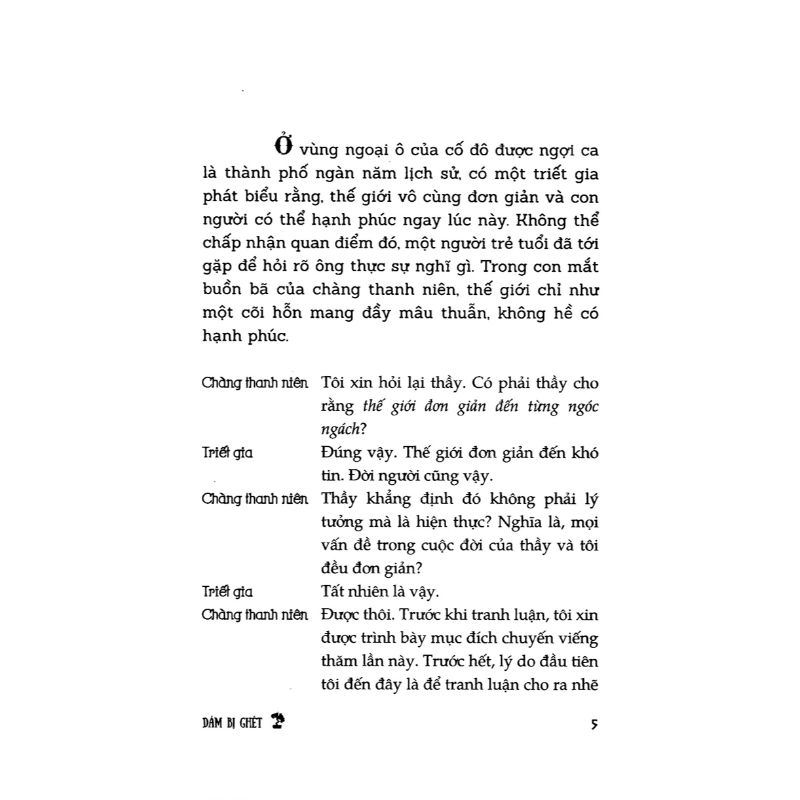 Ở vùng ngoại ô của cố đô được ngợi ca
là thành phố ngàn năm lịch sử, có một triết gia
phát biểu rằng, thế giới vô cùng đơn giản và con
người có thể hạnh phúc ngay lúc này. Không thể
chấp nhận quan điểm đó, một người trẻ tuổi đã tới
gặp để hỏi rõ ông thực sự nghĩ gì. Trong con mắt
buồn bã của chàng thanh niên, thế giới chỉ như
một cõi hỗn mang đầy mâu thuẫn, không hề có
hạnh phúc.
Chàng thanh niên Tôi xin hỏi lại thầy. Có phải thầy cho
rằng thế giới đơn giản đến từng ngóc
ngách?
Triết gia Đúng vậy. Thế giới đơn giản đến khó
tin. Đời người cũng vậy.
Chàng thanh niên Thầy khẳng định đó không phải lý
tưởng mà là hiện thực? Nghĩa là, mọi
vấn đề trong cuộc đời của thầy và tôi
đều đơn giản?
Triết gia Tất nhiên là vậy.
Chàng thanh niên Được thôi. Trước khi tranh luận, tôi xin
được trình bày mục đích chuyến viếng
thăm lần này. Trước hết, lý do đầu tiên
tôi đến đây là để tranh luận cho ra nhẽ
DÁM BỊ GHÉT 5